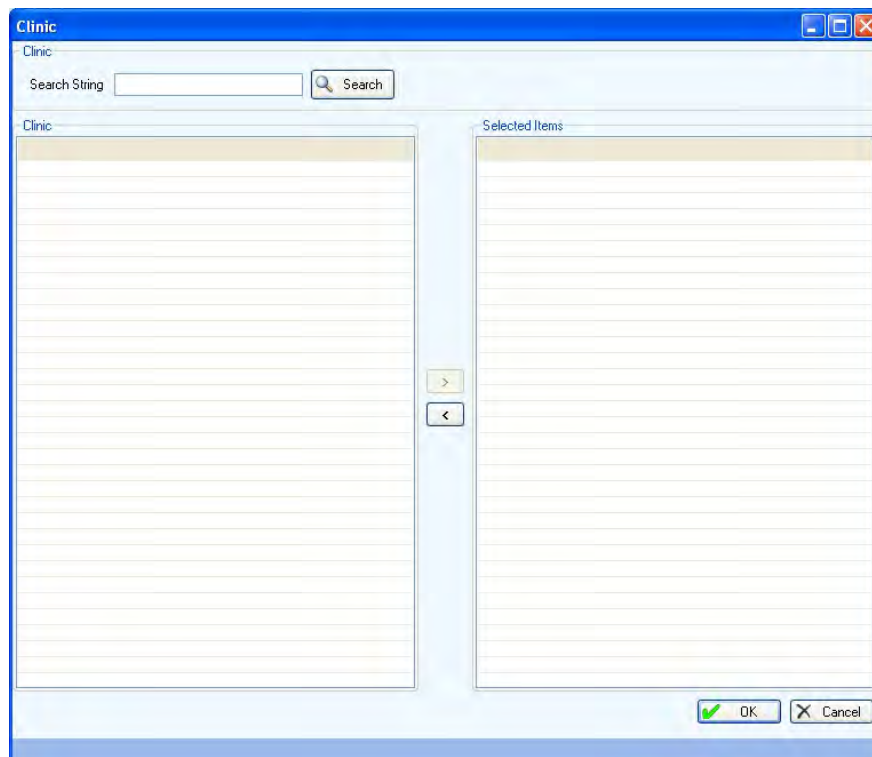 Clinic
Clinic
Search String Search
Clinic Selected Items
>
<
OK Cancel